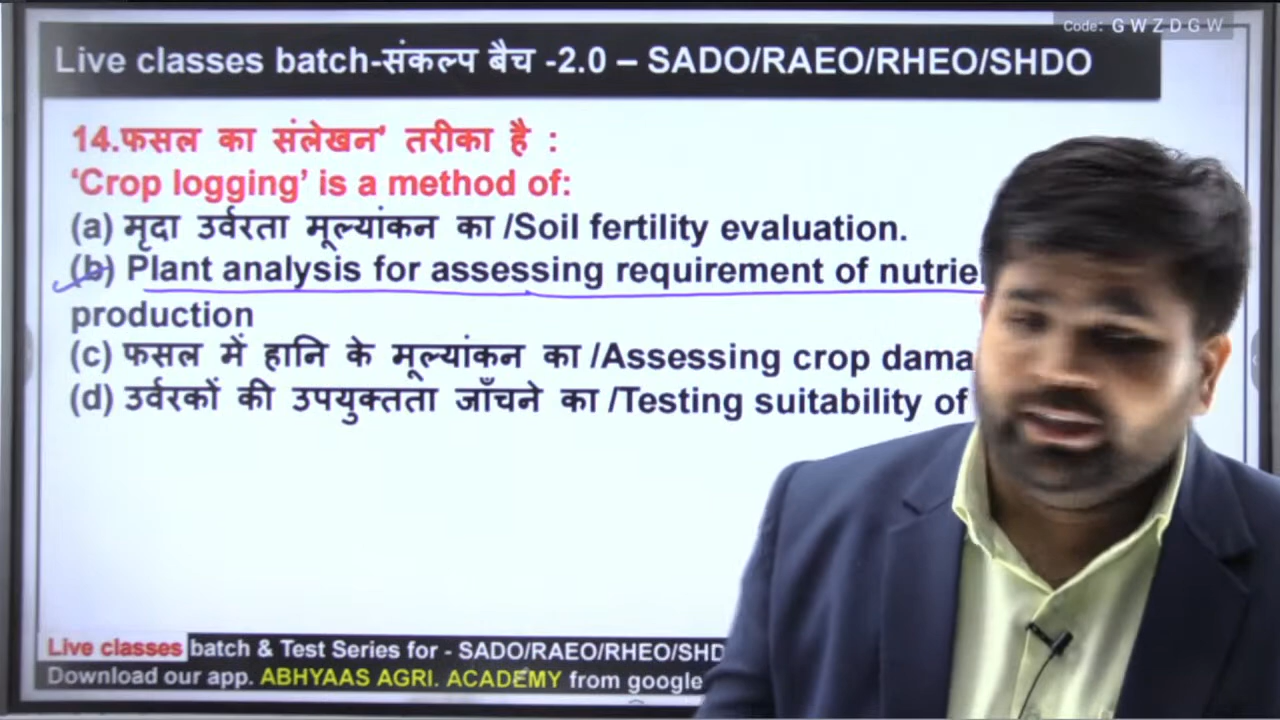 Code: G W Z D G W
Live classes batch-संकल्प बैच -2.0 – SADO/RAEO/RHEO/SHDO
14.फसल का संलेखन' तरीका है :
‘Crop logging’ is a method of:
(a) मृदा उर्वरता मूल्यांकन का /Soil fertility evaluation.
(b) Plant analysis for assessing requirement of
production
(c) फसल में हानि के मूल्यांकन का /Assessing crop
(d) उर्वरकों की उपयुक्तता जाँचने का /Testing suitability of
Live classes batch & Test Series for - SADO/RAEO/RHEO/SHD
Download our app. ABHYAAS AGRI. ACADEMY from google